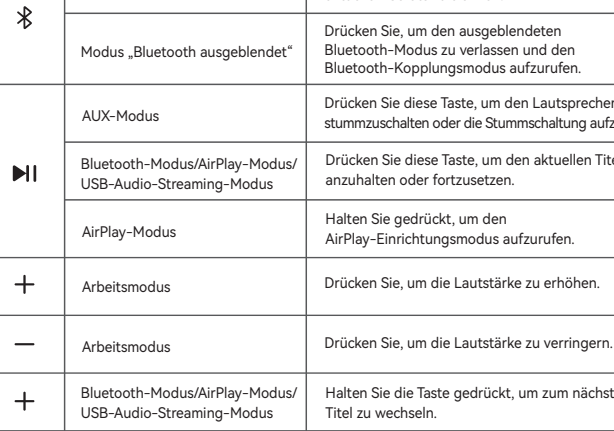 Modus „Bluetooth ausgeblendet“
Drücken Sie, um den ausgeblendeten
Bluetooth-Modus zu verlassen und den
Bluetooth-Kopplungsmodus aufzurufen.
AUX-Modus
Drücken Sie diese Taste, um den Lautsprecher
stummzuschalten oder die Stummschaltung
Bluetooth-Modus/AirPlay-Modus/
USB-Audio-Streaming-Modus
Drücken Sie diese Taste, um den aktuellen
anzuhalten oder fortzusetzen.
AirPlay-Modus
Halten Sie gedrückt, um den
AirPlay-Einrichtungsmodus aufzurufen.
+
Arbeitsmodus
Drücken Sie, um die Lautstärke zu erhöhen.
—
Arbeitsmodus
Drücken Sie, um die Lautstärke zu verringern.
+
Bluetooth-Modus/AirPlay-Modus/
USB-Audio-Streaming-Modus
Halten Sie die Taste gedrückt, um zum
Titel zu wechseln.